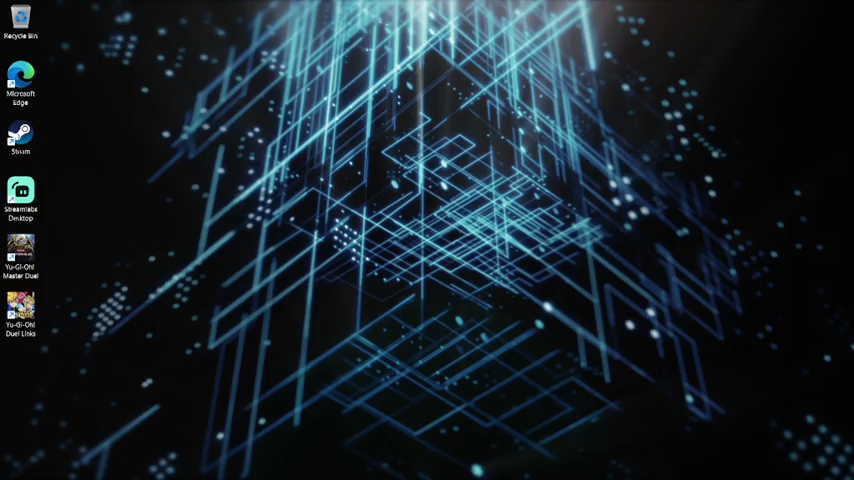 Recycle Bin
Microsoft
Edge
Steam
Streamlabs
Desktop
Yu-Gi-Oh!
Master Duel
Yu-Gi-Oh!
Duel Links